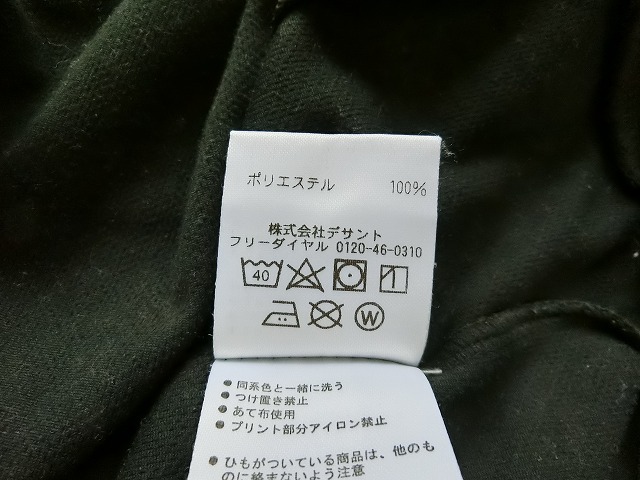 ポリエステル 100%
株式会社デサント
フリーダイヤル 0120-46-0310
40
W
● 同系色と一緒に洗う
● つけ置き禁止
● あて布使用
● プリント部分アイロン禁止
● ひもがついている商品は、他のも
のに絡まないよう注意